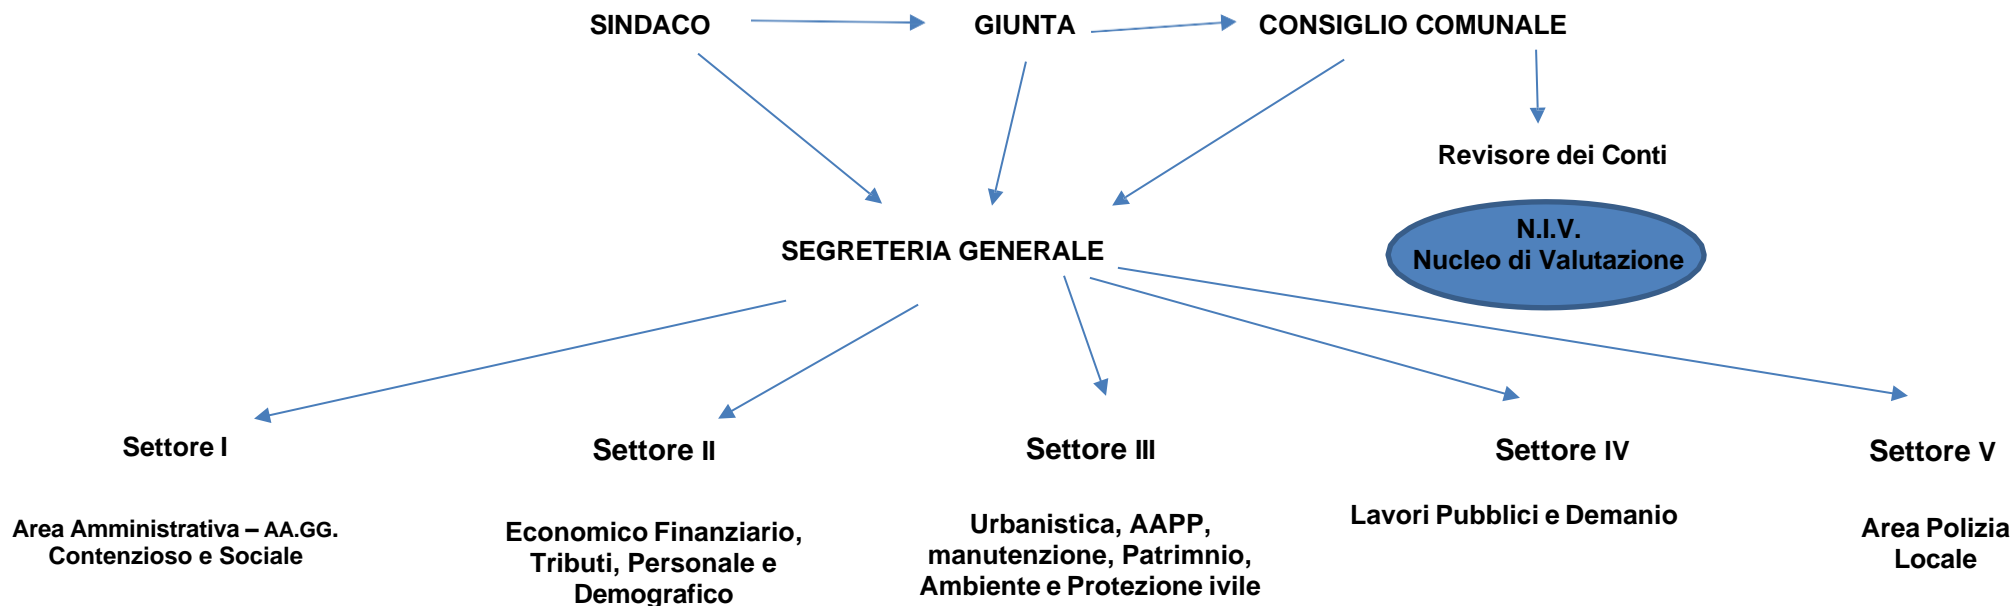 SINDACO
GIUNTA
CONSIGLIO COMUNALE
Revisore dei Conti
N.I.V.
Nucleo di Valutazione
SEGRETERIA GENERALE
Settore I
Area Amministrativa – AA.GG.
Contenzioso e Sociale
Settore II
Economico Finanziario,
Tributi, Personale e
Demografico
Settore III
Urbanistica, AAPP,
manutenzione, Patrimnio,
Ambiente e Protezione ivile
Settore IV
Lavori Pubblici e Demanio
Settore V
Area Polizia
Locale